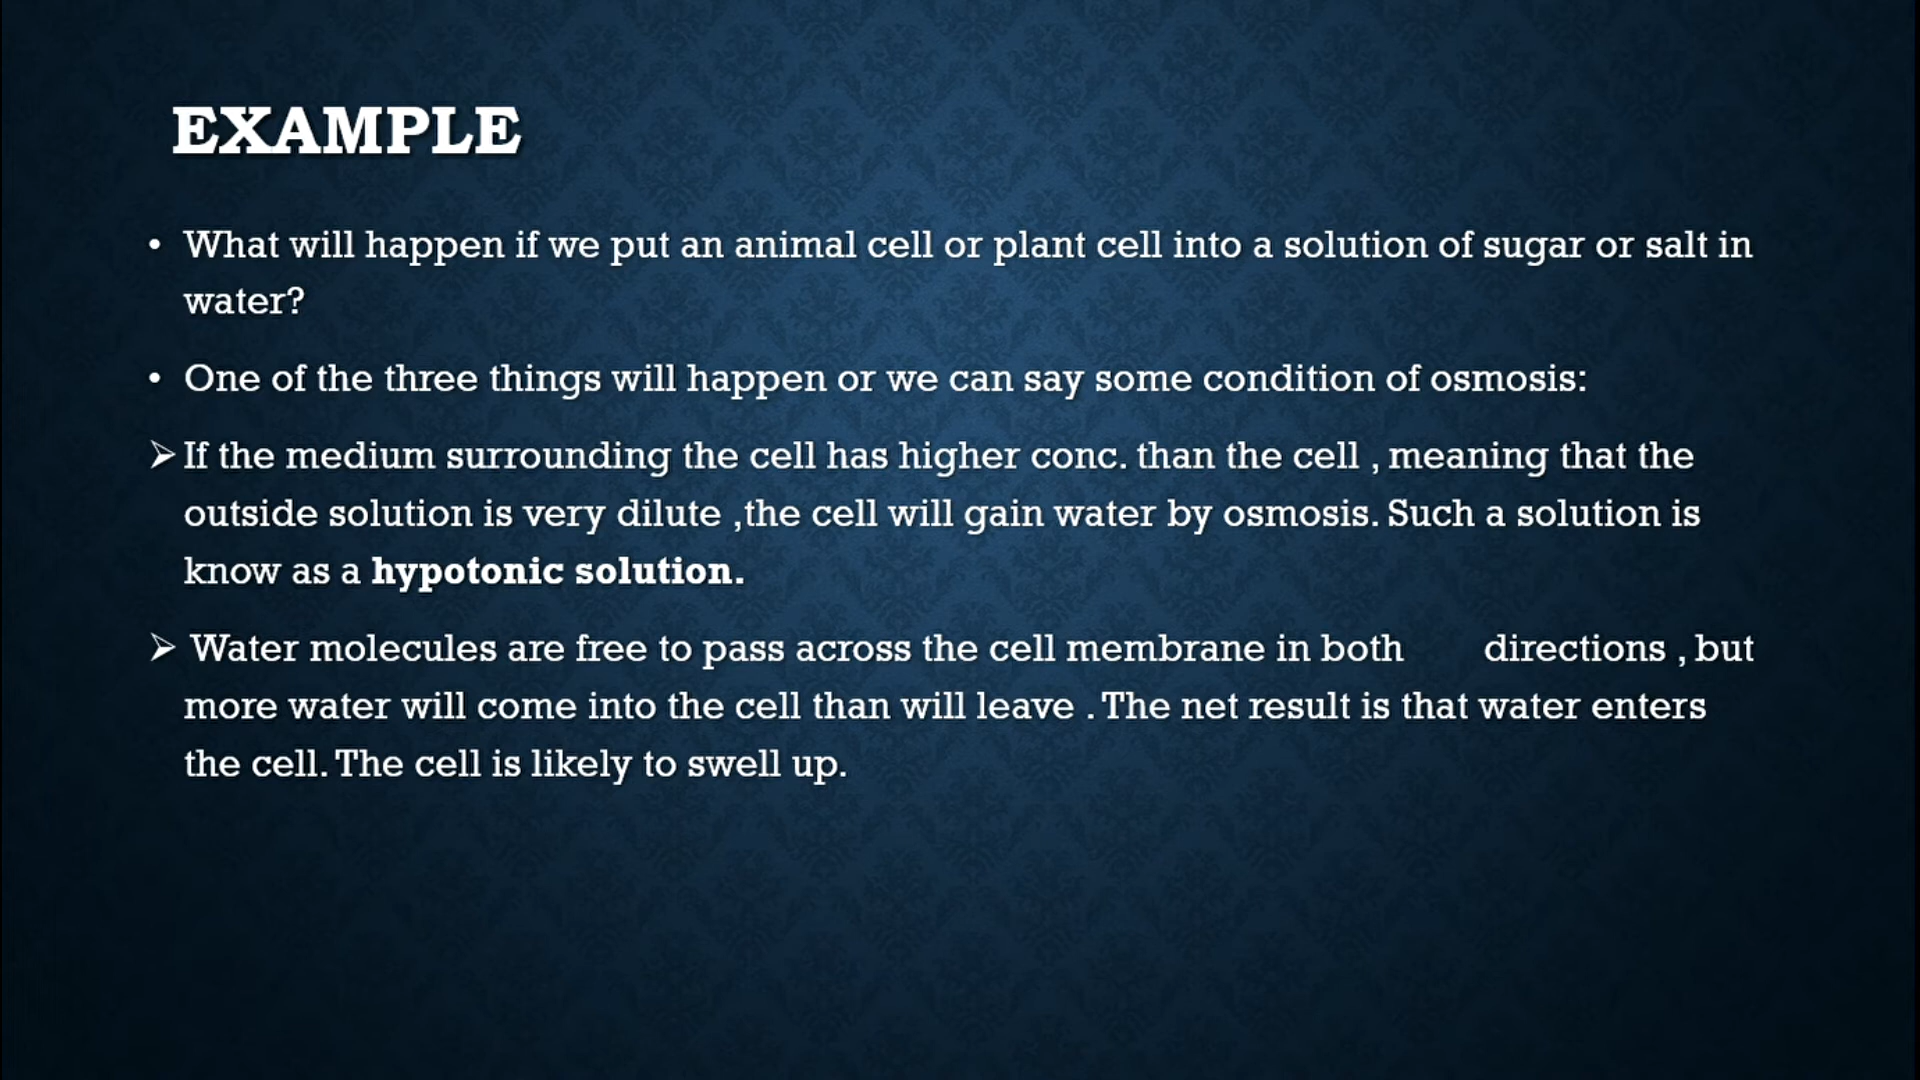 EXAMPLE
• What will happen if we put an animal cell or plant cell into a solution of sugar or salt in
water?
• One of the three things will happen or we can say some condition of osmosis:
➢ If the medium surrounding the cell has higher conc. than the cell , meaning that the
outside solution is very dilute ,the cell will gain water by osmosis. Such a solution is
know as a hypotonic solution.
➢ Water molecules are free to pass across the cell membrane in both directions , but
more water will come into the cell than will leave . The net result is that water enters
the cell. The cell is likely to swell up.